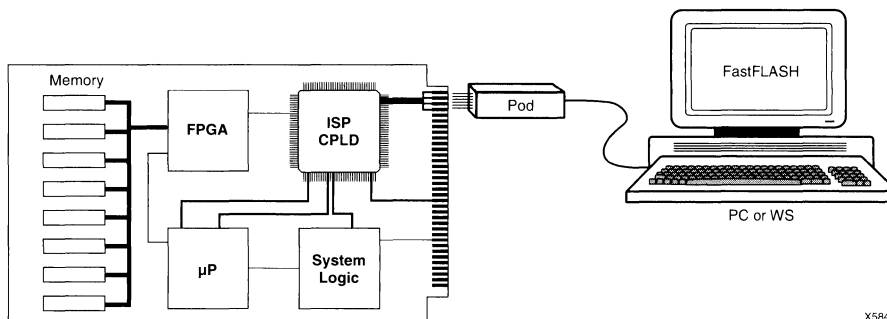 Memory
FPGA
ISP
CPLD
Pod
FastFLASH
PC or WS
µP
System
Logic